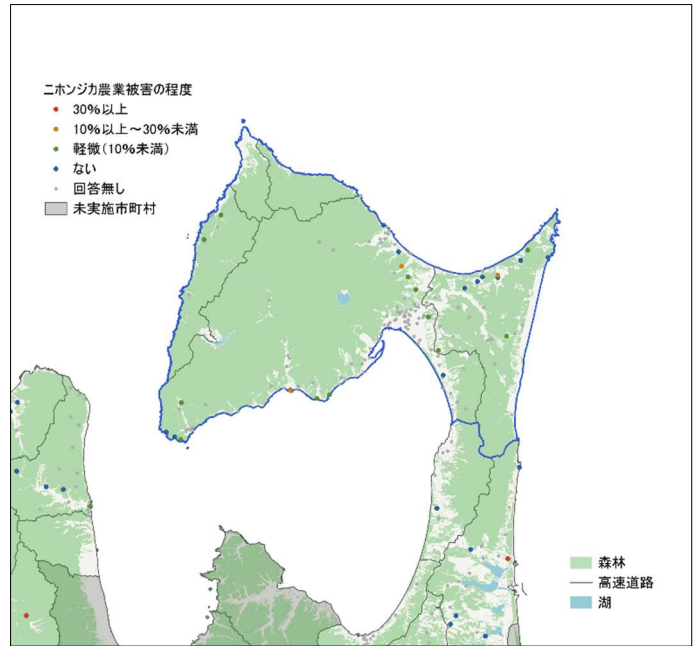 ニホンジカ農業被害の程度
30%以上
10%以上~30%未満
軽微(10%未満)
ない
回答無し
未実施市町村
森林
高速道路
湖